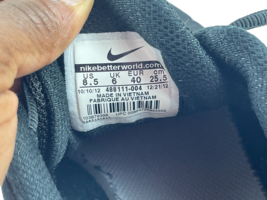 nikebetterworld.com
US UK EUR cm
8.5 6 40 25.5
10/10/12 488111-004 12/21/12
MADE IN VIETNAM
FABRIQUE AU VIETNAM